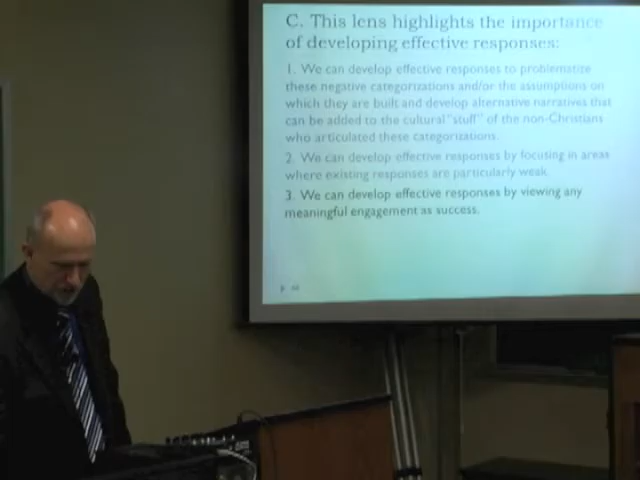 C. This lens highlights the importance
of developing effective responses:
1. We can develop effective responses to problematize
these negative categorizations and/or the assumptions on
which they are built and develop alternative narratives that
can be added to the cultural "stuff" of the non-Christians
who articulated these categorizations.
2. We can develop effective responses by focusing in areas
where existing responses are particularly weak.
3. We can develop effective responses by viewing any
meaningful engagement as success.